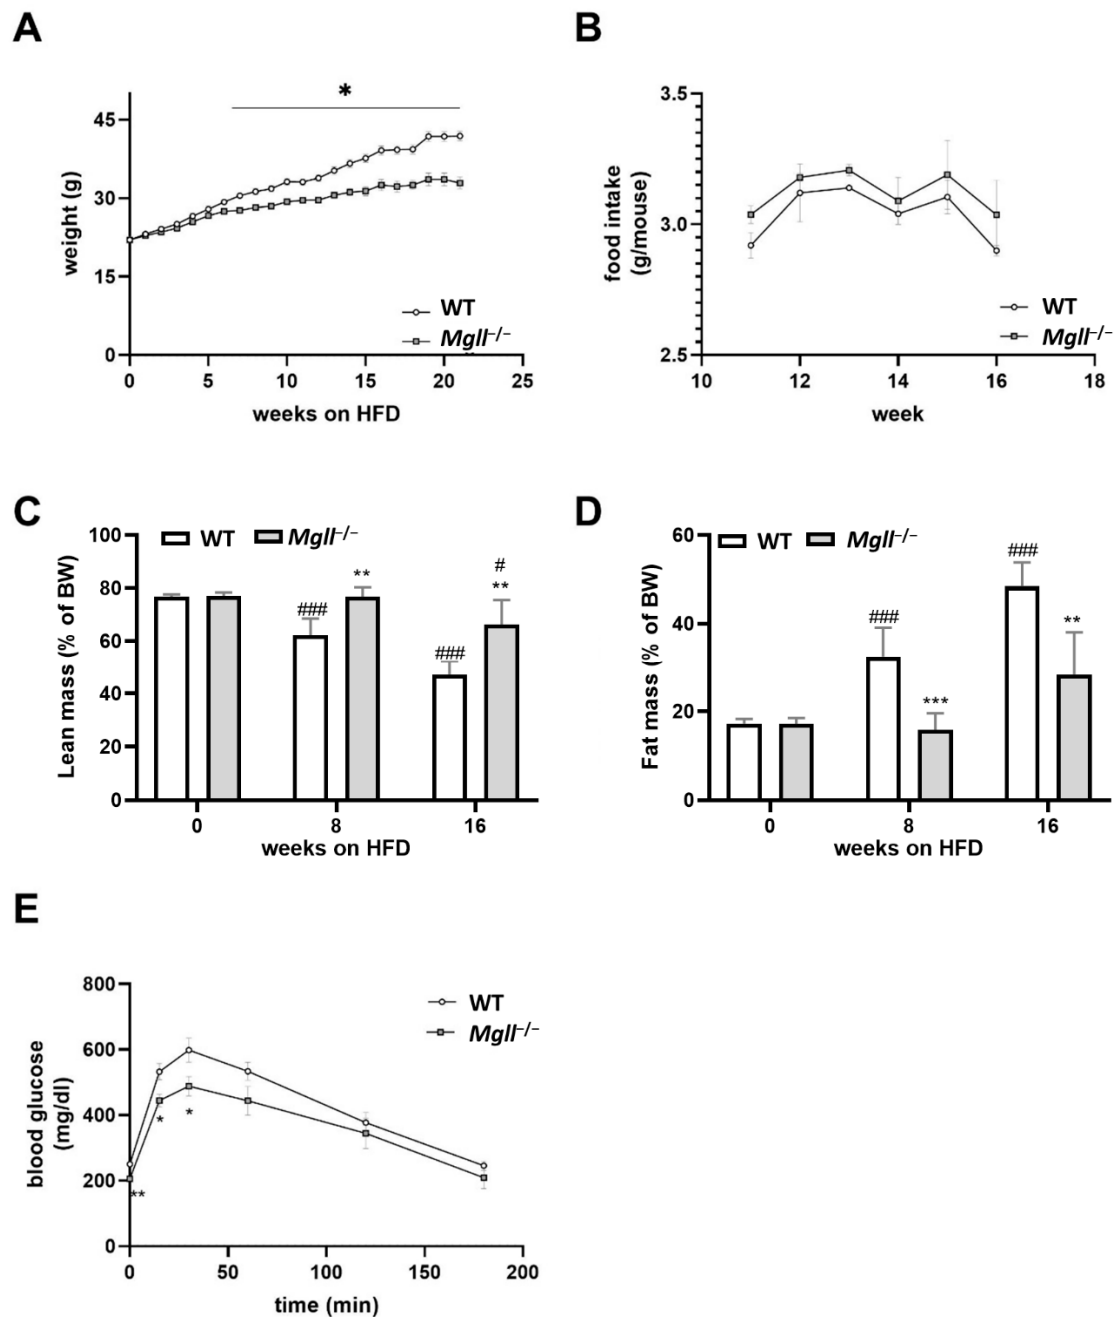 A
*
45
30
15
0
weight (g)
WT
Mgll−/−
0 5 10 15 20 25
weeks on HFD
B
3.5
3.0
2.5
food intake
(g/mouse)
WT
Mgll−/−
10 12 14 16 18
week
C
WT Mgll−/−
100
80
60
40
20
0
Lean mass (% of BW)
### ** ### # **
0 8 16
weeks on HFD
D
WT Mgll−/−
60
40
20
0
Fat mass (% of BW)
### *** ### **
0 8 16
weeks on HFD
E
800
600
400
200
0
blood glucose
(mg/dl)
WT
Mgll−/−
** * *
0 50 100 150 200
time (min)